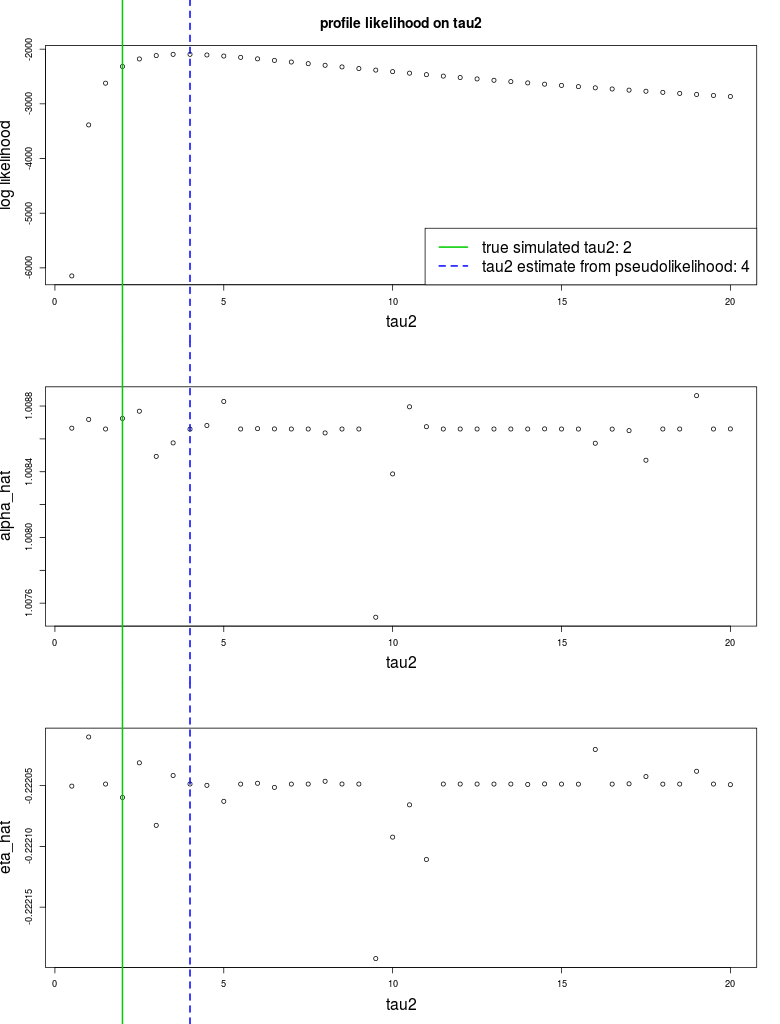 profile likelihood on tau2
log likelihood
-2000
-3000
-4000
-5000
-6000
true simulated tau2: 2
tau2 estimate from pseudolikelihood: 4
0 5 10 15 20
tau2
alpha_hat
1.0088
1.0084
1.0080
1.0076
0 5 10 15 20
tau2
eta_hat
-0.22205
-0.22210
-0.22215
0 5 10 15 20
tau2